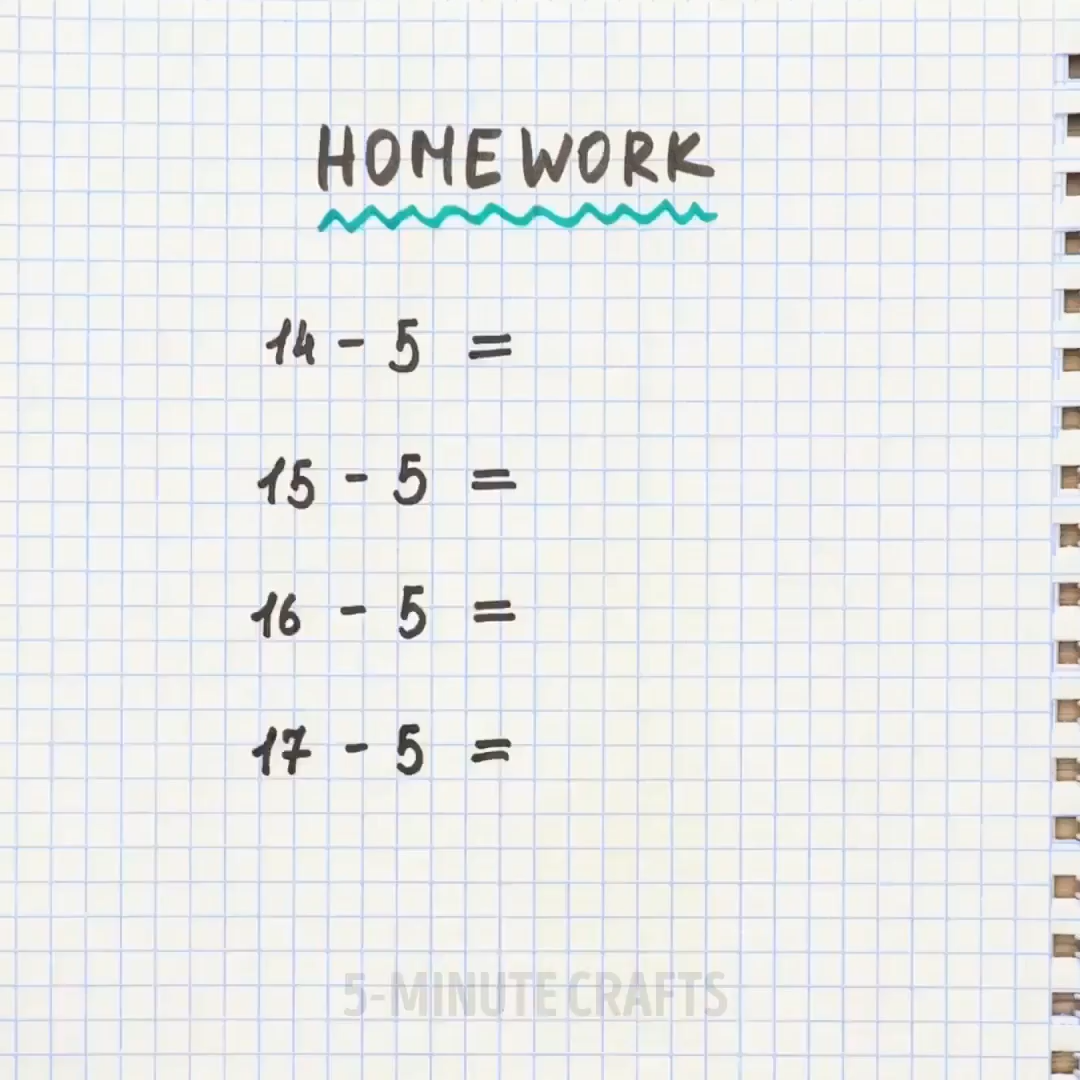 HOMEWORK
14 - 5 =
15 - 5 =
16 - 5 =
17 - 5 =
5-MINUTE CRAFTS